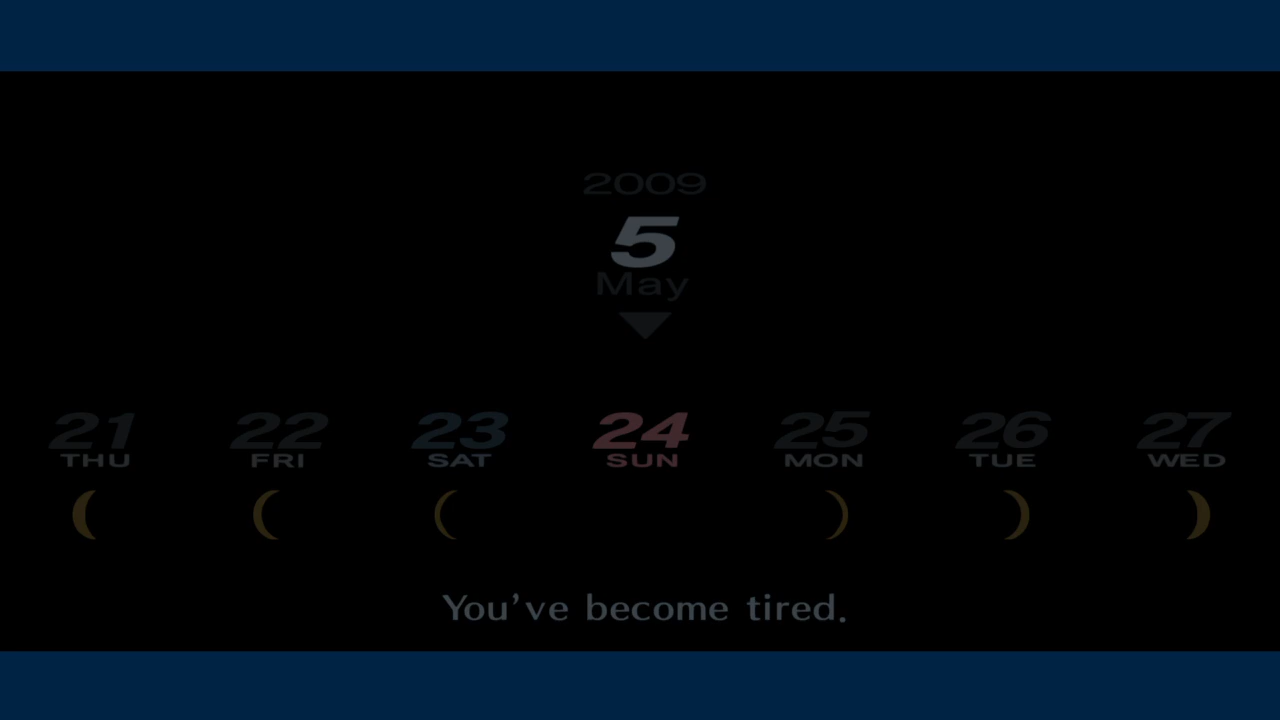 2009
5
May
21 22 23 24 25 26 27
THU FRI SAT SUN MON TUE WED
You've become tired.